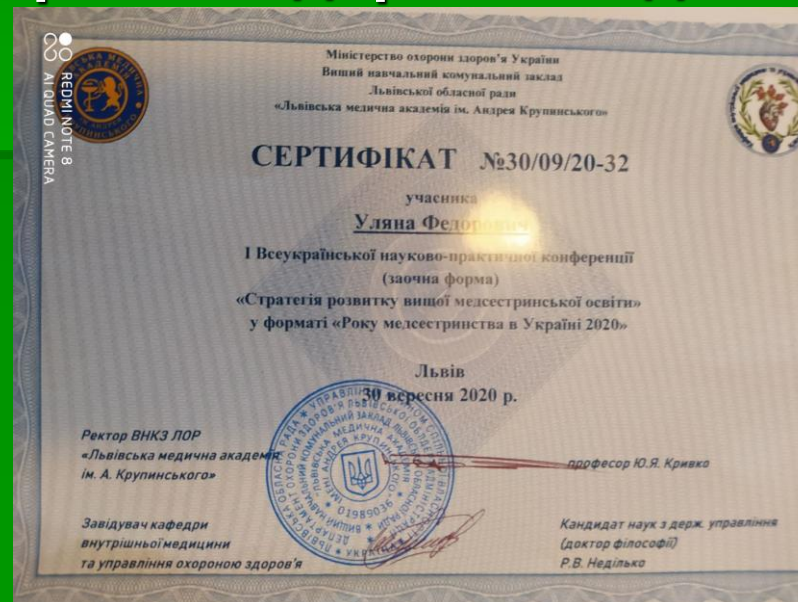 Міністерство охорони здоров'я України
Вищий навчальний комунальний заклад
Львівської обласної ради
«Львівська медична академія ім. Андрея Крупинського»
СЕРТИФІКАТ №30/09/20-32
учасника
Уляна Федорович
І Всеукраїнської науково-практичної конференції
(заочна форма)
«Стратегія розвитку вищої медсестринської освіти»
у форматі «Року медсестринства в Україні 2020»
Львів
30 вересня 2020 р.
Ректор ВНКЗ ЛОР
«Львівська медична академія
ім. А. Крупинського»
професор Ю.Я. Кривко
Завідувач кафедри
внутрішньої медицини
та управління охороною здоров'я
Кандидат наук з держ. управління
(доктор філософії)
Р.В. Неділько
01989036
REDMI NOTE 8
AI QUAD CAMERA